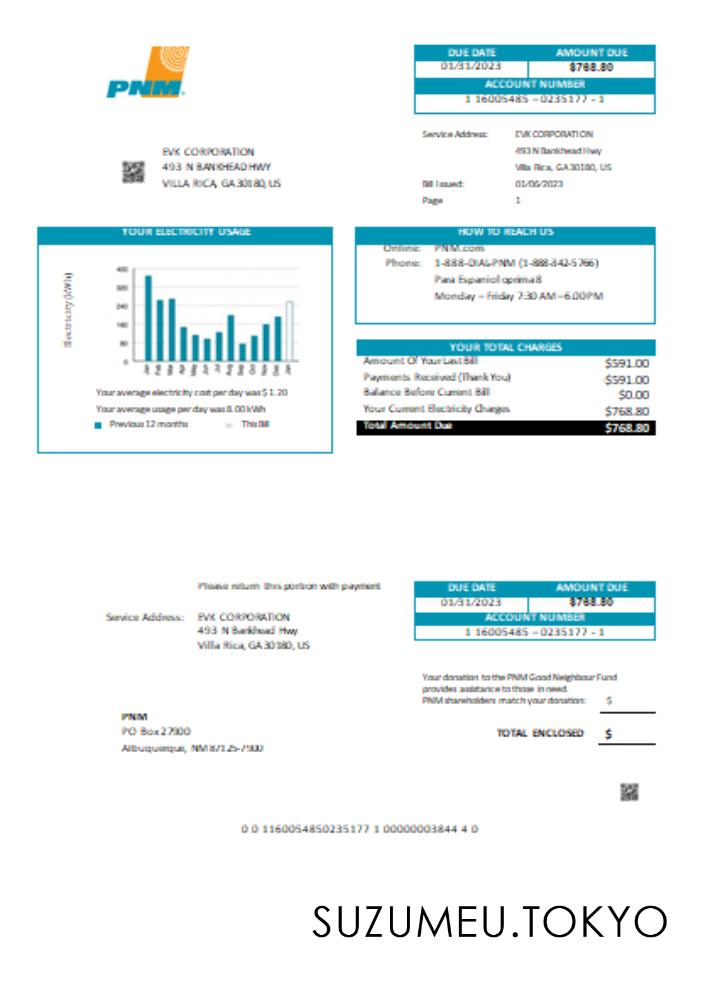 PNM
DUE DATE AMOUNT DUE
01/31/2023 $768.80
ACCOUNT NUMBER
1 16005485 – 0235177 - 1
Service Address: EVK CORPORATION
493 N Bankhead Hwy
Villa Rica, GA 30180, US
Bill Issued: 01/06/2023
Page 1
EVK CORPORATION
493 N BANKHEAD HWY
VILLA RICA, GA 30180, US
YOUR ELECTRICITY USAGE
Electricity (kWh)
400
320
240
160
80
0
Jan Feb Mar Apr May Jun Jul Aug Sep Oct Nov Dec Jan
Your average electricity cost per day was $ 1.20
Your average usage per day was 8.00 kWh
Previous 12 months This Bill
HOW TO REACH US
Online: PNM.com
Phone: 1-888-DIAL-PNM (1-888-342-5766)
Para Espaniol oprima 8
Monday – Friday 7:30 AM – 6:00 PM
YOUR TOTAL CHARGES
Amount Of Your Last Bill $591.00
Payments Received (Thank You) -$591.00
Balance Before Current Bill $0.00
Your Current Electricity Charges $768.80
Total Amount Due $768.80
Please return this portion with payment
DUE DATE AMOUNT DUE
01/31/2023 $768.80
ACCOUNT NUMBER
1 16005485 – 0235177 - 1
Service Address: EVK CORPORATION
493 N Bankhead Hwy
Villa Rica, GA 30180, US
Your donation to the PNM Good Neighbour Fund
provides assistance to those in need.
PNM shareholders match your donation: $
TOTAL ENCLOSED $
PNM
PO Box 27900
Albuquerque, NM 87125-7900
0 0 1160054850235177 1 00000003844 4 0
SUZUMEU.TOKYO